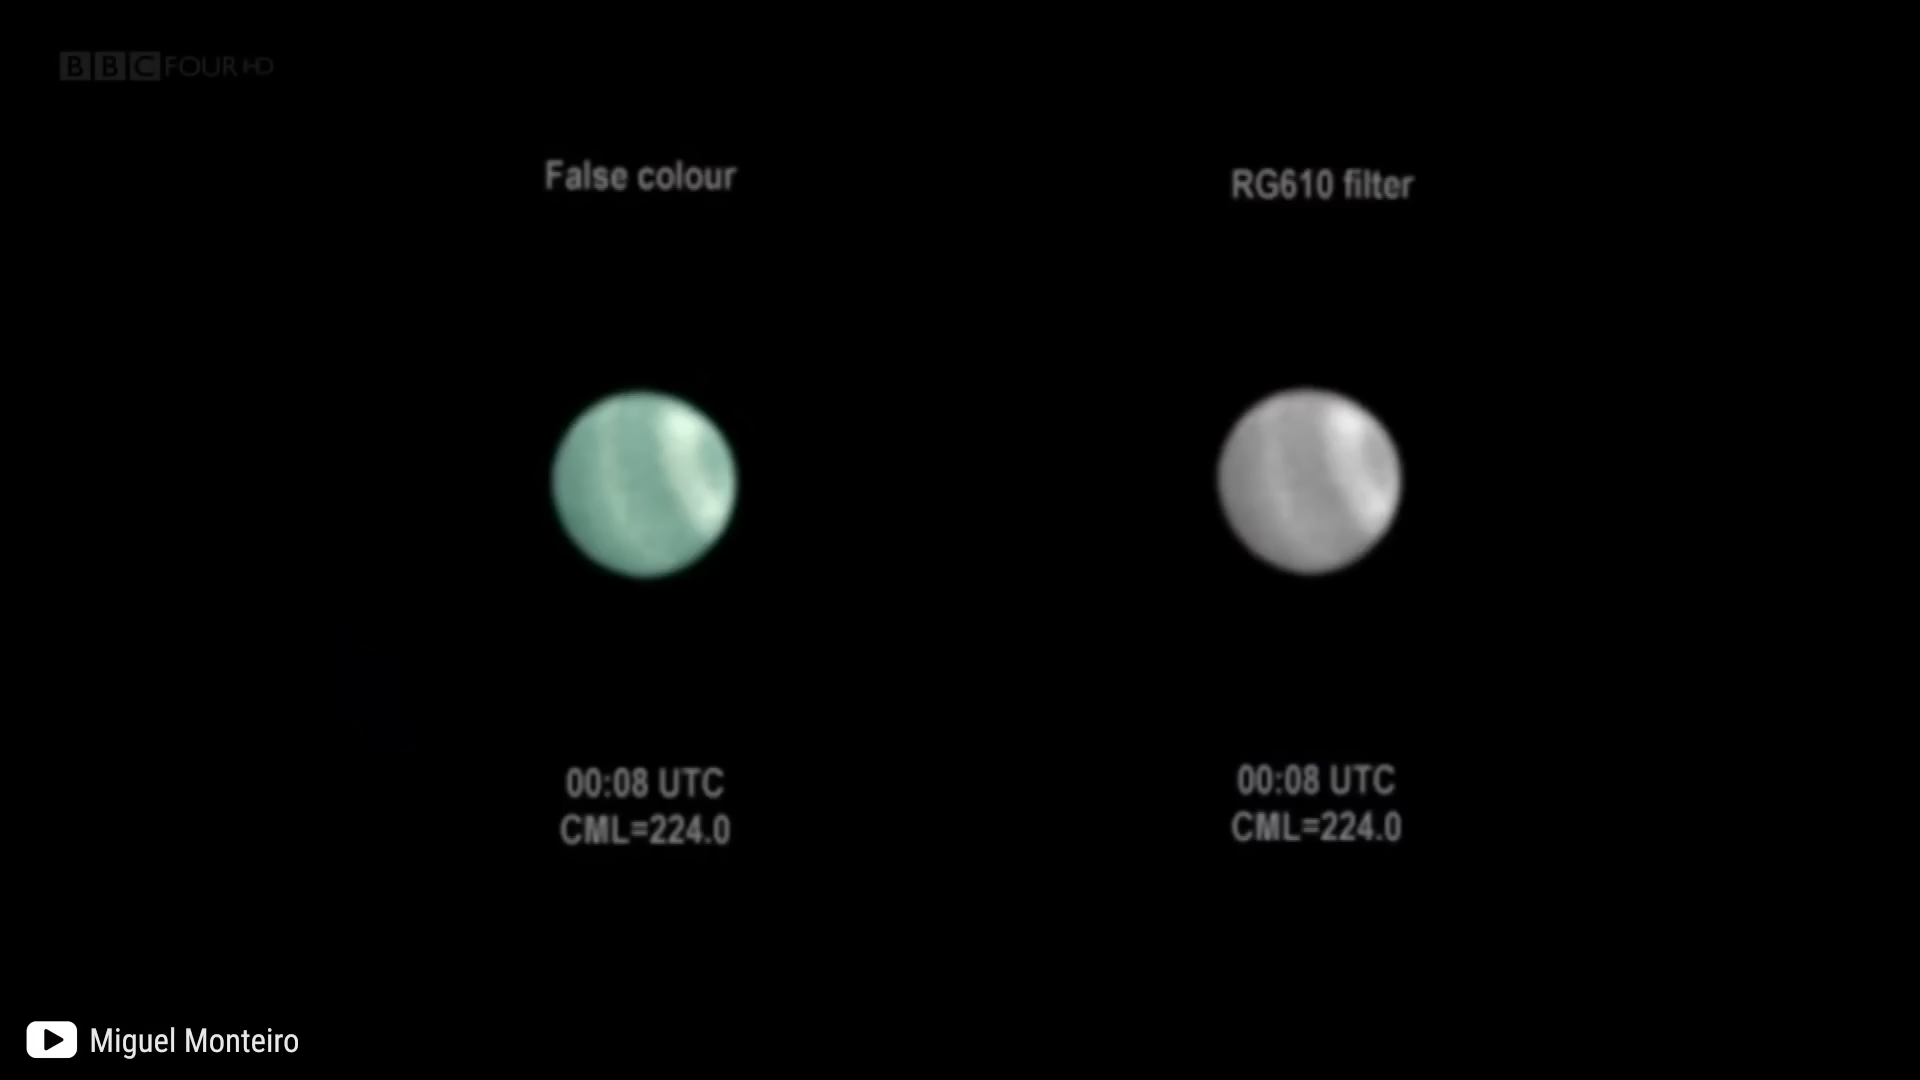 BBC FOUR HD
False colour
RG610 filter
00:08 UTC
CML=224.0
00:08 UTC
CML=224.0
Miguel Monteiro